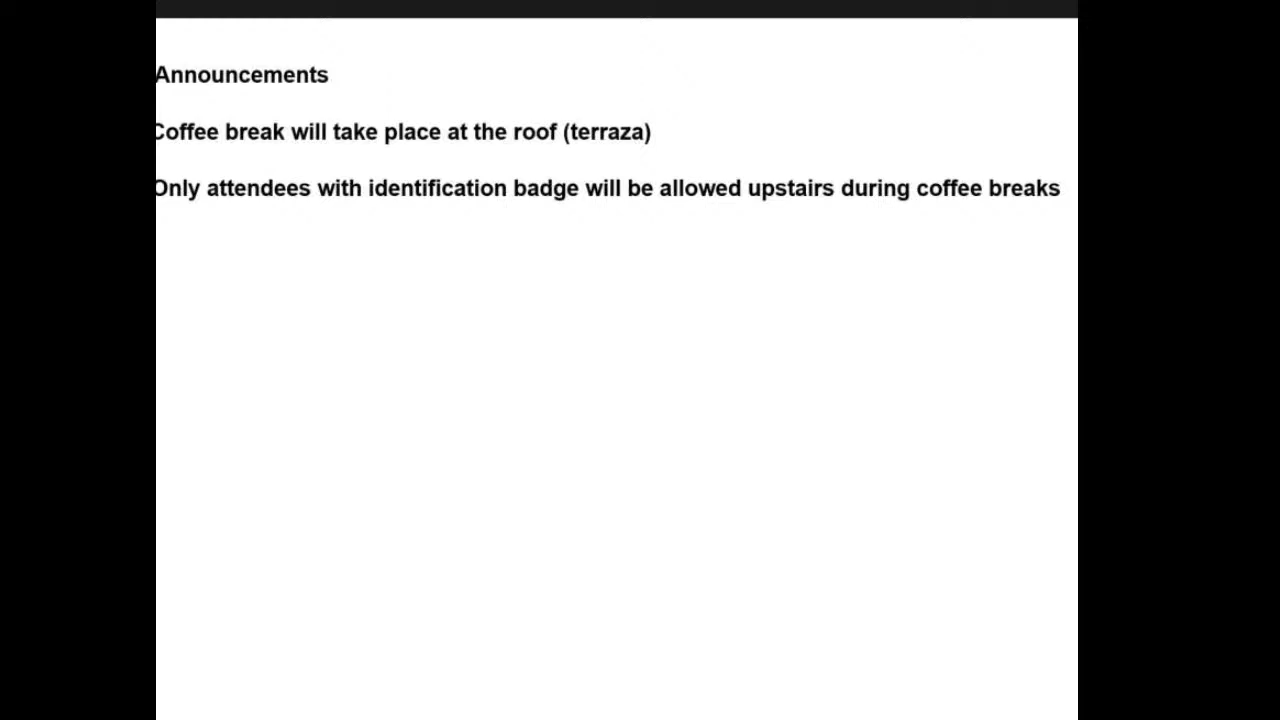 Announcements
Coffee break will take place at the roof (terraza)
Only attendees with identification badge will be allowed upstairs during coffee breaks